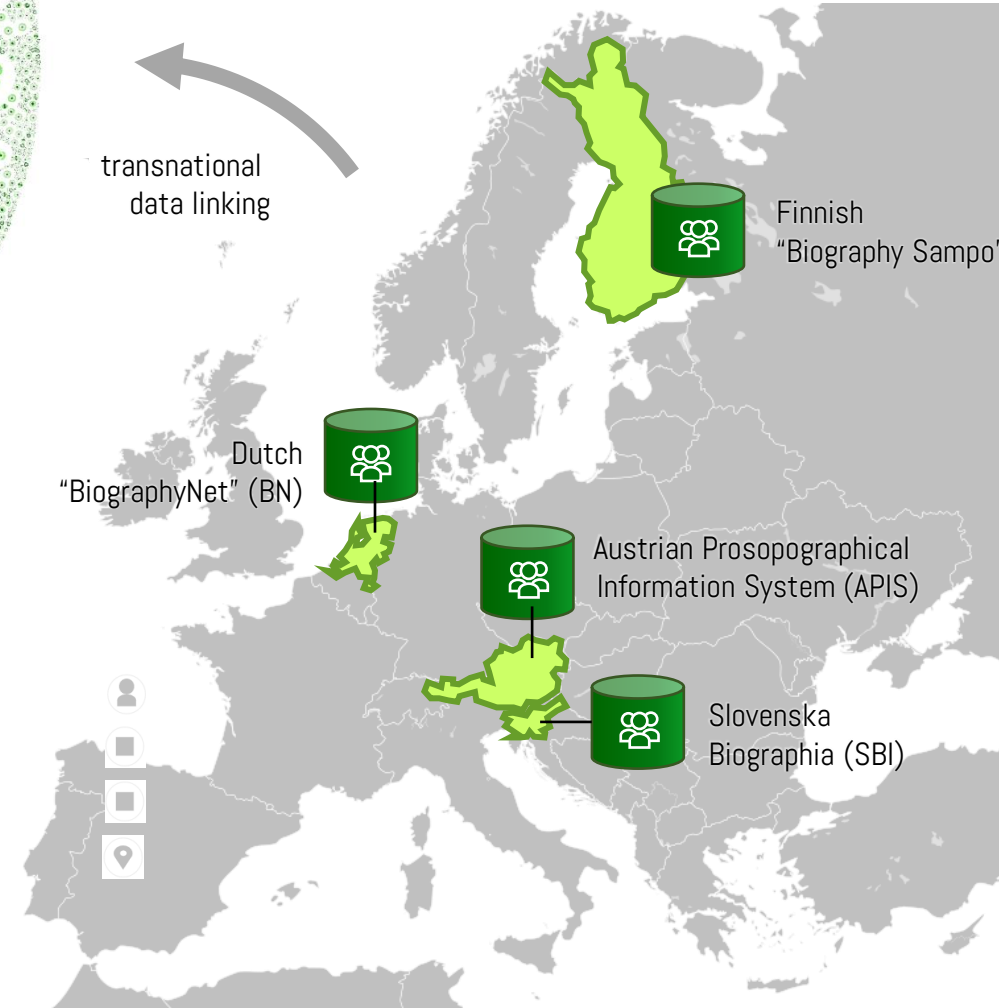 transnational
data linking
Finnish
“Biography Sampo”
Dutch
“BiographyNet” (BN)
Austrian Prosopographical
Information System (APIS)
Slovenska
Biographia (SBI)